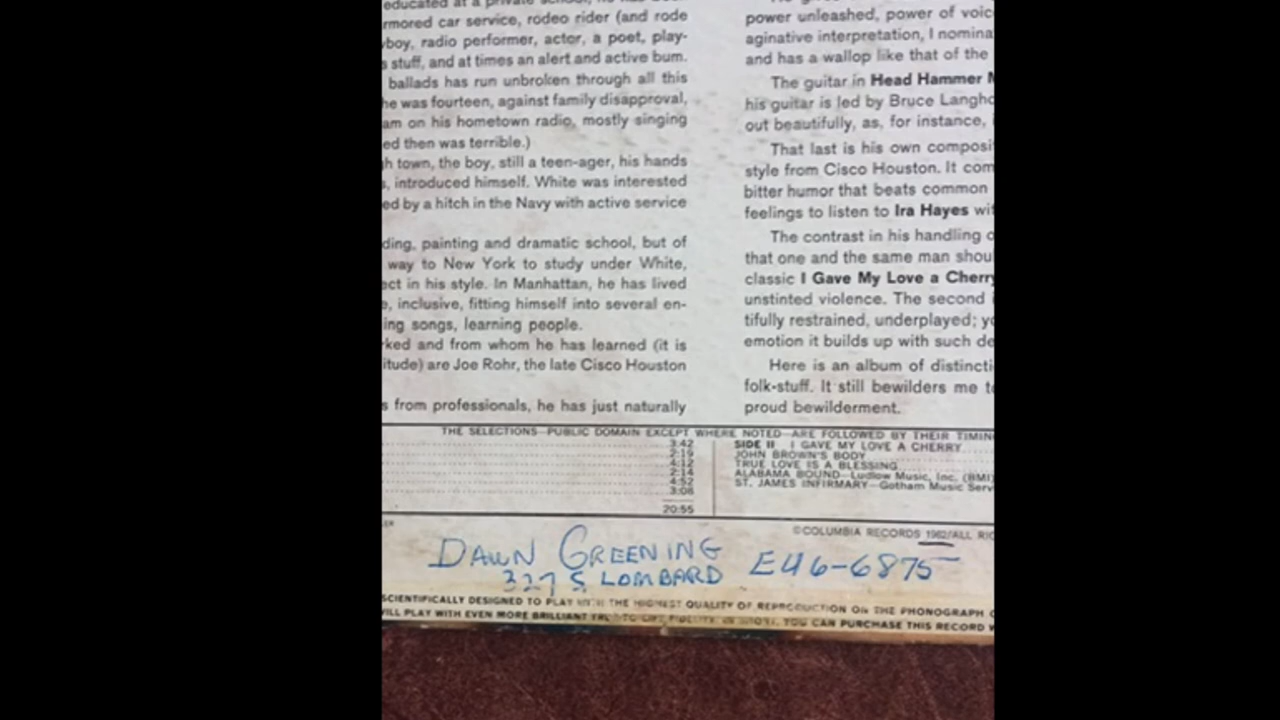 educated at a private school, he has been
rmored car service, rodeo rider (and rode
boy, radio performer, actor, a poet, play-
s stuff, and at times an alert and active bum.
ballads has run unbroken through all this
he was fourteen, against family disapproval,
am on his hometown radio, mostly singing
ed then was terrible.)
h town, the boy, still a teen-ager, his hands
, introduced himself. White was interested
ed by a hitch in the Navy with active service
ding, painting and dramatic school, but of
way to New York to study under White,
ct in his style. In Manhattan, he has lived
, inclusive, fitting himself into several en-
ing songs, learning people.
ked and from whom he has learned (it is
itude) are Joe Rohr, the late Cisco Houston
s from professionals, he has just naturally
power unleashed, power of voic
aginative interpretation, I nomina
and has a wallop like that of the
The guitar in Head Hammer M
his guitar is led by Bruce Langho
out beautifully, as, for instance,
That last is his own composi
style from Cisco Houston. It com
bitter humor that beats common
feelings to listen to Ira Hayes wi
The contrast in his handling o
that one and the same man shou
classic I Gave My Love a Cherry
unstinted violence. The second
tifully restrained, underplayed; yo
emotion it builds up with such de
Here is an album of distincti
folk-stuff. It still bewilders me t
proud bewilderment.
THE SELECTIONS—PUBLIC DOMAIN EXCEPT WHERE NOTED—ARE FOLLOWED BY THEIR TIMIN
3:42
2:19
4:12
2:14
4:52
3:08
20:55
SIDE II I GAVE MY LOVE A CHERRY
JOHN BROWN'S BODY
TRUE LOVE IS A BLESSING
ALABAMA BOUND—Ludlow Music, Inc. (BMI)
ST. JAMES INFIRMARY—Gotham Music Serv
©COLUMBIA RECORDS 1962/ALL RIG
DAWN GREENING E46-6875
327 S LOMBARD
SCIENTIFICALLY DESIGNED TO PLAY WITH THE HIGHEST QUALITY OF REPRODUCTION ON THE PHONOGRAPH
ILL PLAY WITH EVEN MORE BRILLIANT YOU CAN PURCHASE THIS RECORD